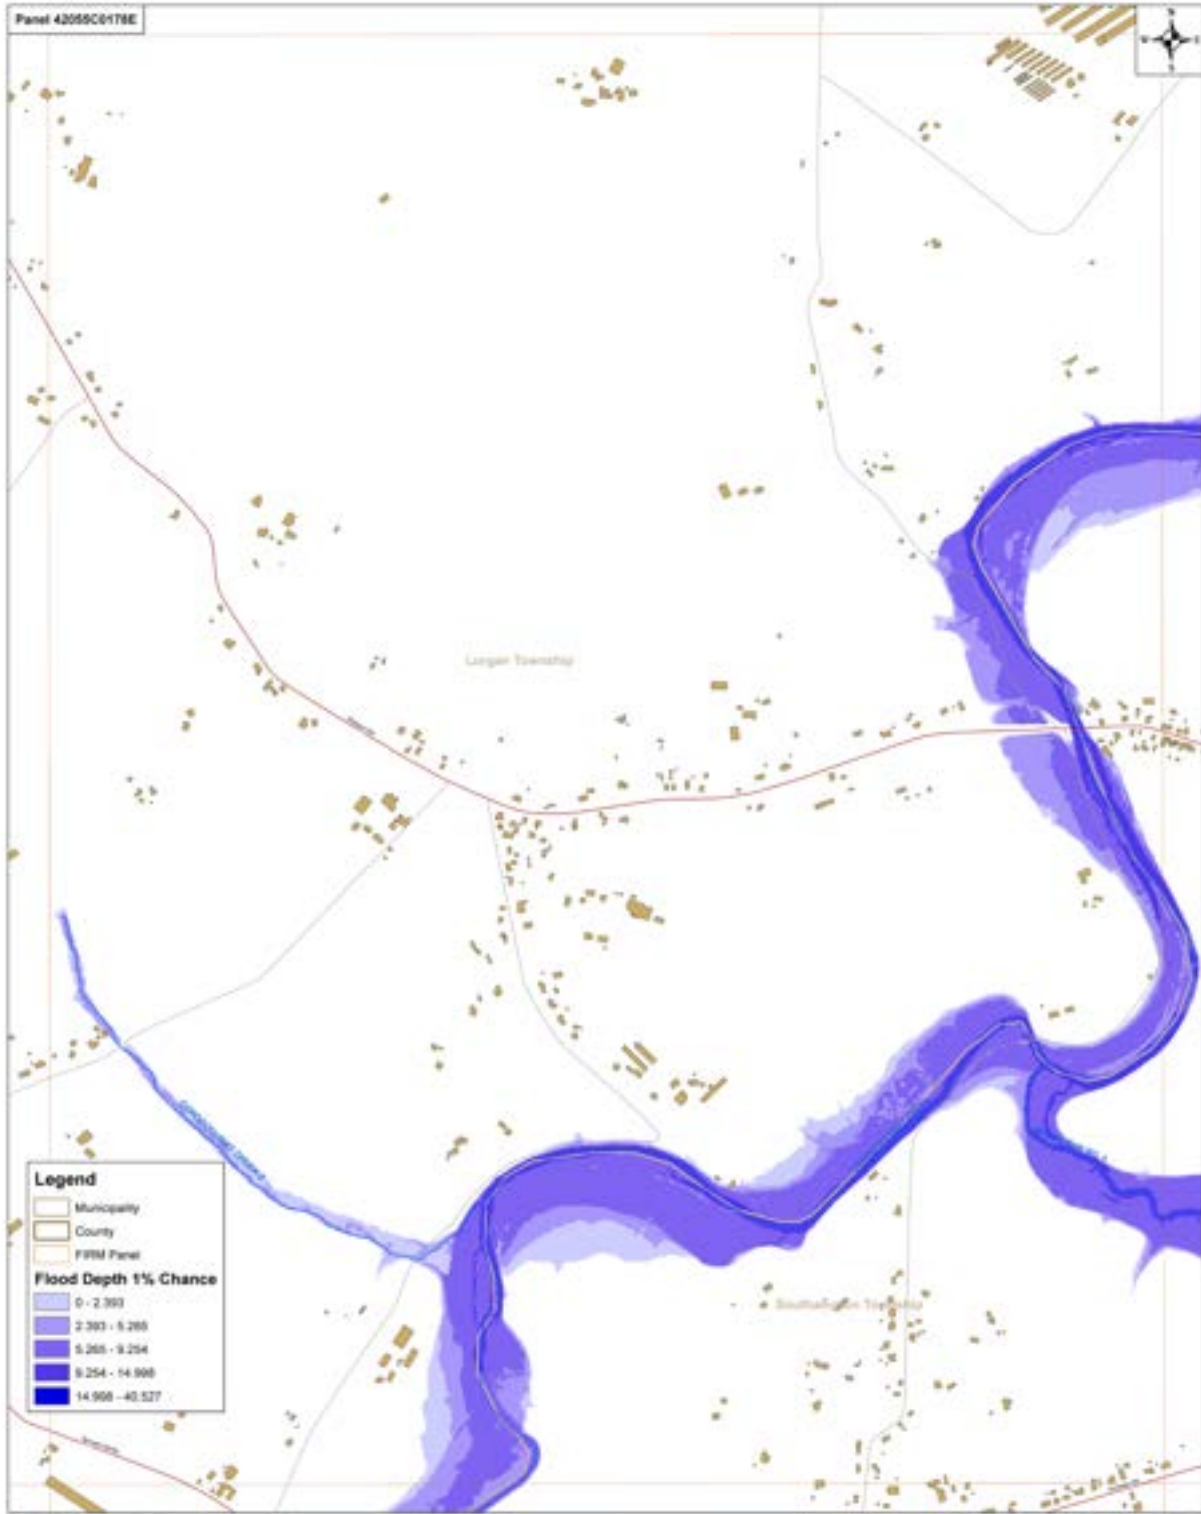 Panel 42055C0178E
N
W E
S
Lurgan Township
Southampton Township
Legend
Municipality
County
FIRM Panel
Flood Depth 1% Chance
0 - 2.393
2.393 - 5.265
5.265 - 9.254
9.254 - 14.998
14.998 - 40.527